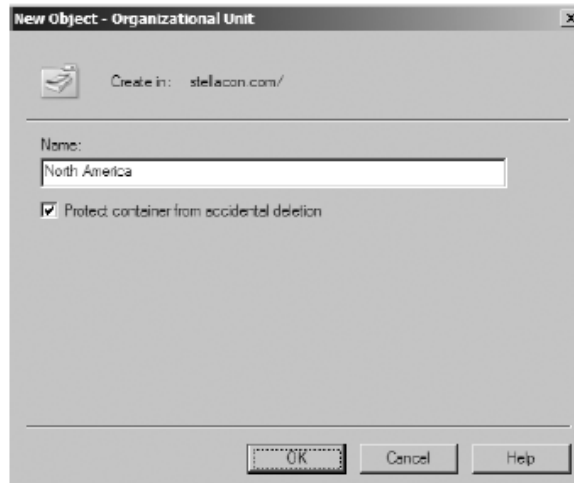 New Object - Organizational Unit
Create in: stellacon.com/
Name:
North America
Protect container from accidental deletion
OK Cancel Help